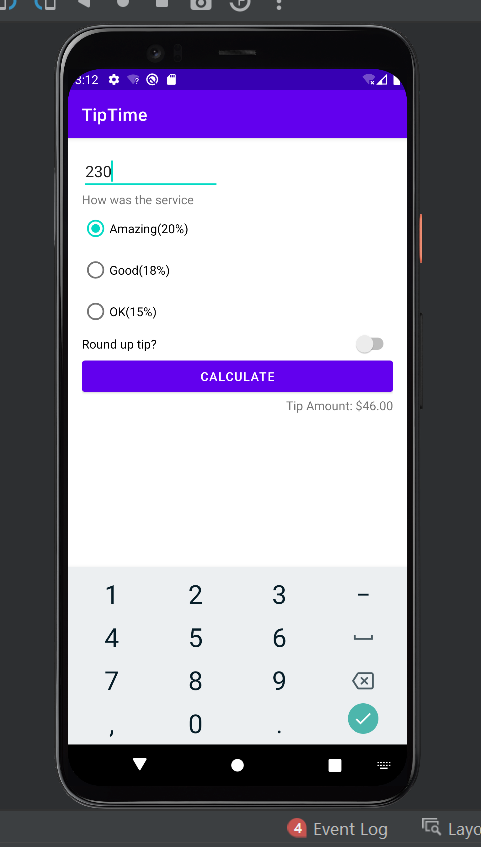 3:12
TipTime
230
How was the service
Amazing(20%)
Good(18%)
OK(15%)
Round up tip?
CALCULATE
Tip Amount: $46.00
1 2 3 -
4 5 6
7 8 9
, 0 .
4 Event Log Layo